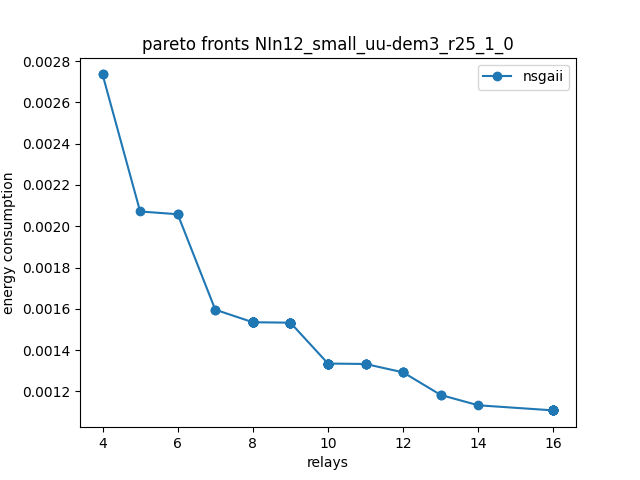 pareto fronts NIn12_small_uu-dem3_r25_1_0
nsgaii
energy consumption
0.0028
0.0026
0.0024
0.0022
0.0020
0.0018
0.0016
0.0014
0.0012
4 6 8 10 12 14 16
relays